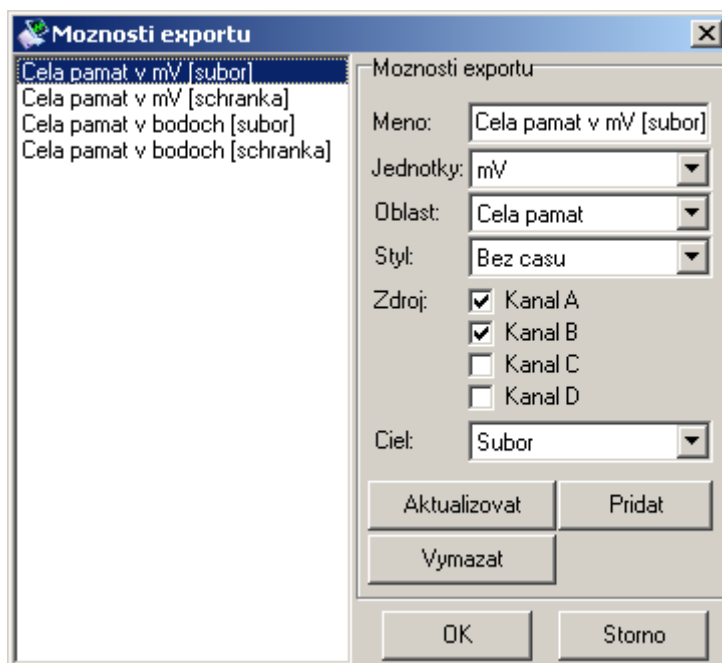 Moznosti exportu
Cela pamat v mV [subor]
Cela pamat v mV [schranka]
Cela pamat v bodoch [subor]
Cela pamat v bodoch [schranka]
Moznosti exportu
Meno: Cela pamat v mV [subor]
Jednotky: mV
Oblast: Cela pamat
Styl: Bez casu
Zdroj: Kanal A
Kanal B
Kanal C
Kanal D
Ciel: Subor
Aktualizovat Pridat
Vymazat
OK Storno